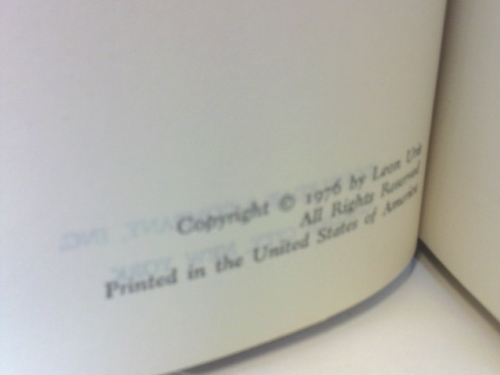 Copyright © 1976 by Leon Uris
All Rights Reserved
Printed in the United States of America